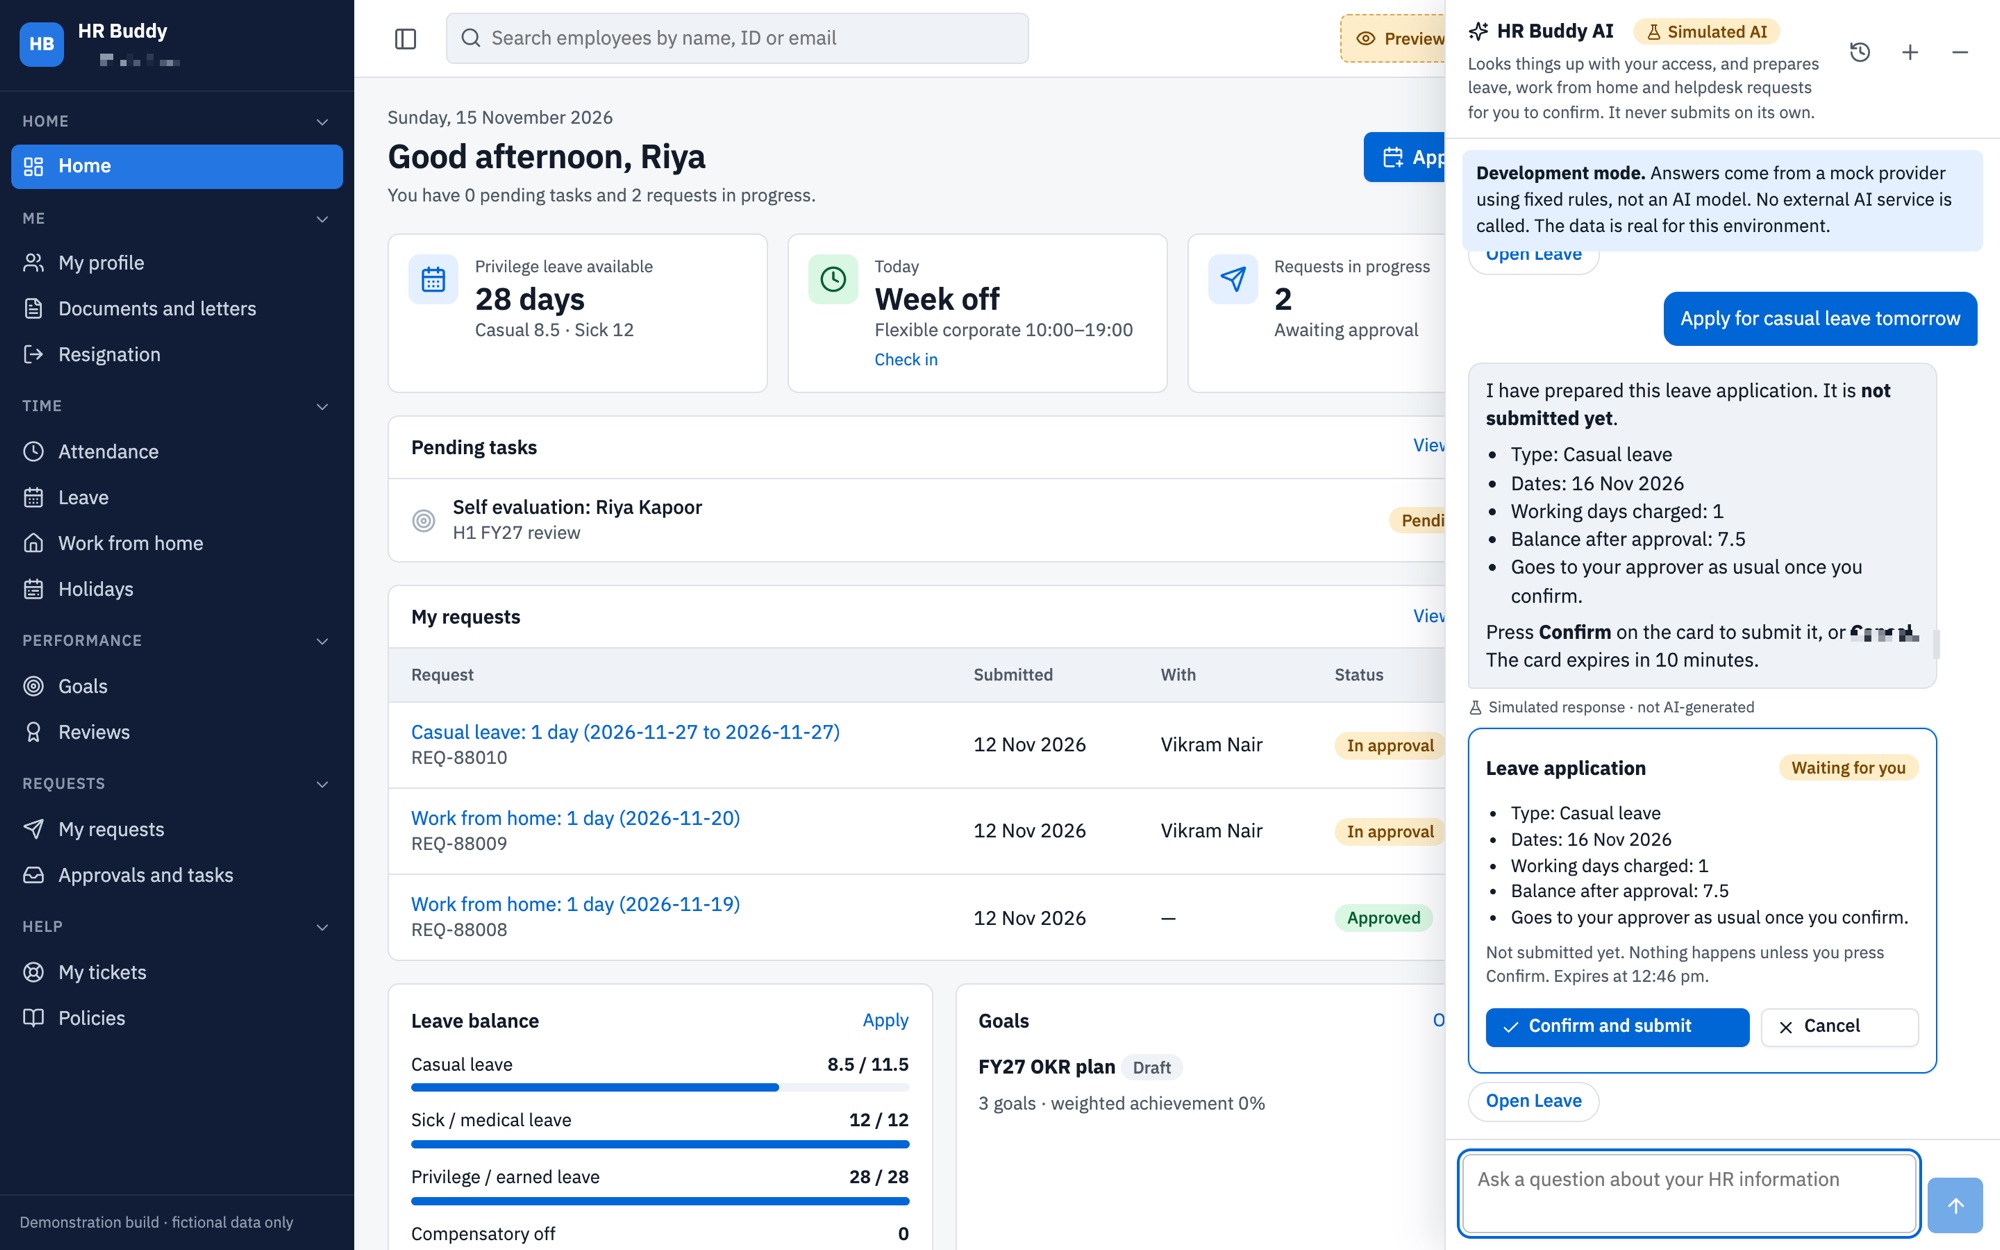 HB
HR Buddy
HOME
Home
ME
My profile
Documents and letters
Resignation
TIME
Attendance
Leave
Work from home
Holidays
PERFORMANCE
Goals
Reviews
REQUESTS
My requests
Approvals and tasks
HELP
My tickets
Policies
Demonstration build · fictional data only
Search employees by name, ID or email
Preview
Sunday, 15 November 2026
Good afternoon, Riya
You have 0 pending tasks and 2 requests in progress.
App
Privilege leave available
28 days
Casual 8.5 · Sick 12
Today
Week off
Flexible corporate 10:00–19:00
Check in
Requests in progress
2
Awaiting approval
Pending tasks
View
Self evaluation: Riya Kapoor
H1 FY27 review
Pendi
My requests
View
Request Submitted With Status
Casual leave: 1 day (2026-11-27 to 2026-11-27)
REQ-88010
12 Nov 2026 Vikram Nair In approval
Work from home: 1 day (2026-11-20)
REQ-88009
12 Nov 2026 Vikram Nair In approval
Work from home: 1 day (2026-11-19)
REQ-88008
12 Nov 2026 — Approved
Leave balance Apply
Casual leave 8.5 / 11.5
Sick / medical leave 12 / 12
Privilege / earned leave 28 / 28
Compensatory off 0
Goals
FY27 OKR plan Draft
3 goals · weighted achievement 0%
HR Buddy AI Simulated AI
Looks things up with your access, and prepares
leave, work from home and helpdesk requests
for you to confirm. It never submits on its own.
Development mode. Answers come from a mock provider
using fixed rules, not an AI model. No external AI service is
called. The data is real for this environment.
Open Leave
Apply for casual leave tomorrow
I have prepared this leave application. It is not
submitted yet.
• Type: Casual leave
• Dates: 16 Nov 2026
• Working days charged: 1
• Balance after approval: 7.5
• Goes to your approver as usual once you
confirm.
Press Confirm on the card to submit it, or
The card expires in 10 minutes.
Simulated response · not AI-generated
Leave application Waiting for you
• Type: Casual leave
• Dates: 16 Nov 2026
• Working days charged: 1
• Balance after approval: 7.5
• Goes to your approver as usual once you confirm.
Not submitted yet. Nothing happens unless you press
Confirm. Expires at 12:46 pm.
Confirm and submit
Cancel
Open Leave
Ask a question about your HR information